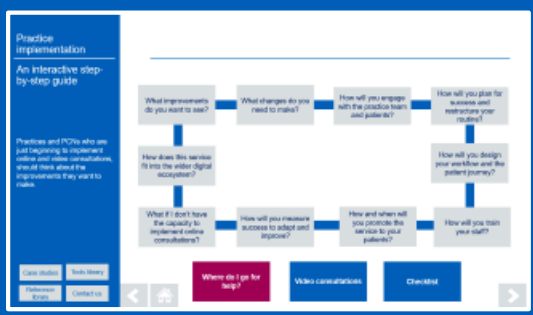 Practice
implementation
An interactive step-
by-step guide
Practices and PCNs who are
just beginning to implement
online and video consultations,
should think about the
improvements they want to
make.
Case studies
Tools library
Reference
library
Contact us
What improvements
do you want to see?
What changes do you
need to make?
How will you engage
with the practice team
and patients?
How will you plan for
success and
restructure your
routine?
How does this service
fit into the wider digital
ecosystem?
How will you design
your workflow and the
patient journey?
What if I don't have
the capacity to
implement online
consultations?
How will you measure
success to adapt and
improve?
How and when will
you promote the
service to your
patients?
How will you train
your staff?
Where do I go for
help?
Video consultations
Checklist